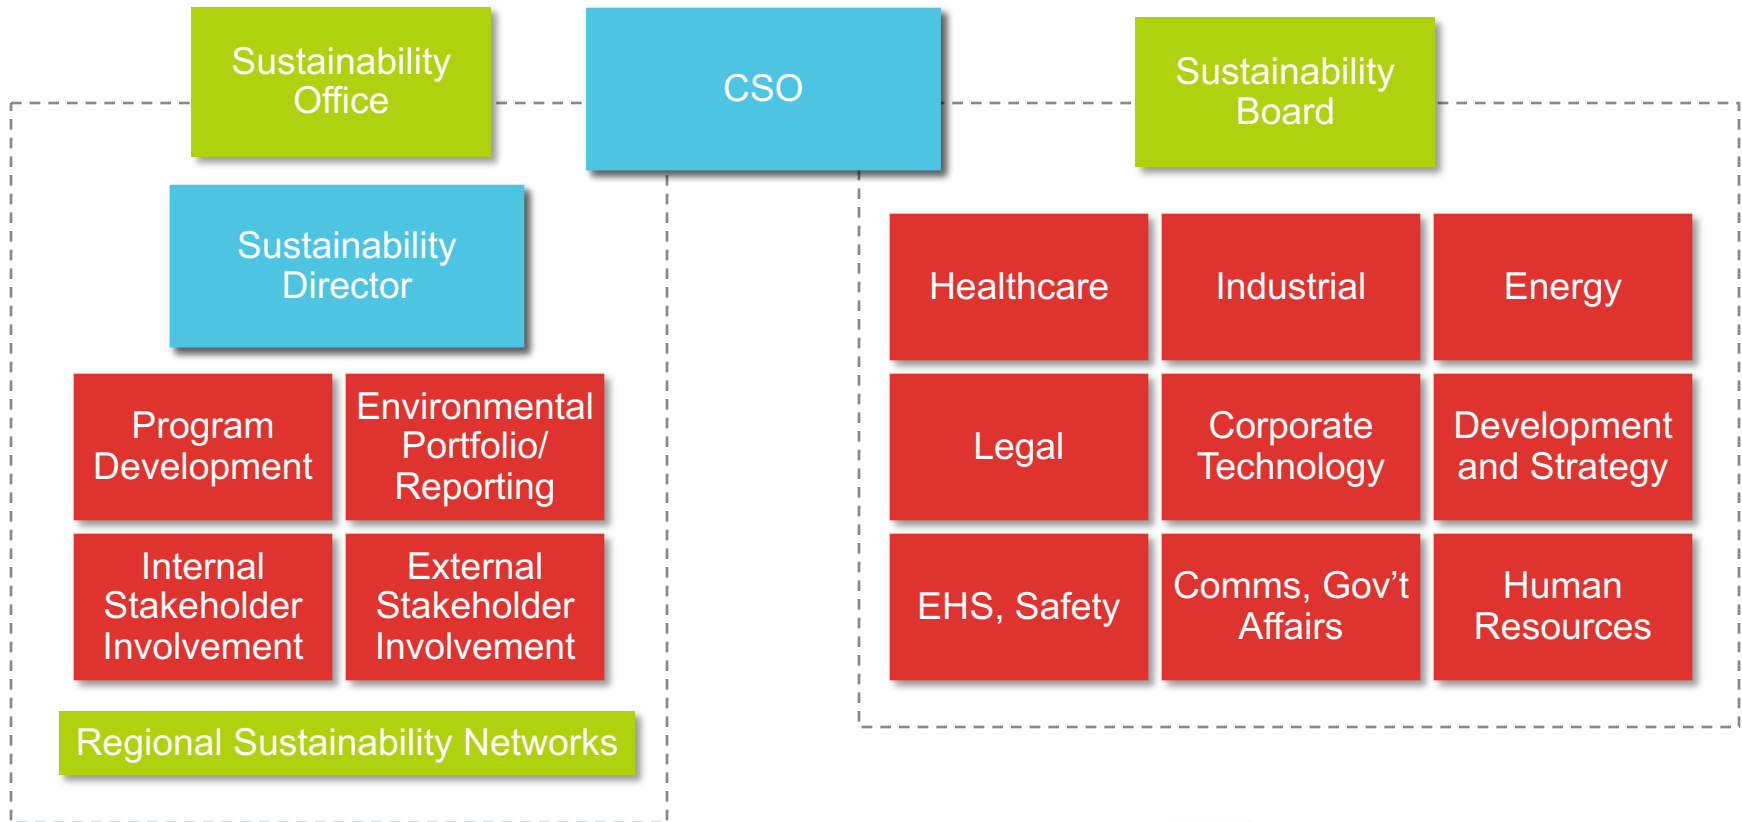 Sustainability
Office
CSO
Sustainability
Board
Sustainability
Director
Program
Development
Environmental
Portfolio/
Reporting
Internal
Stakeholder
Involvement
External
Stakeholder
Involvement
Regional Sustainability Networks
Healthcare
Industrial
Energy
Legal
Corporate
Technology
Development
and Strategy
EHS, Safety
Comms, Gov’t
Affairs
Human
Resources